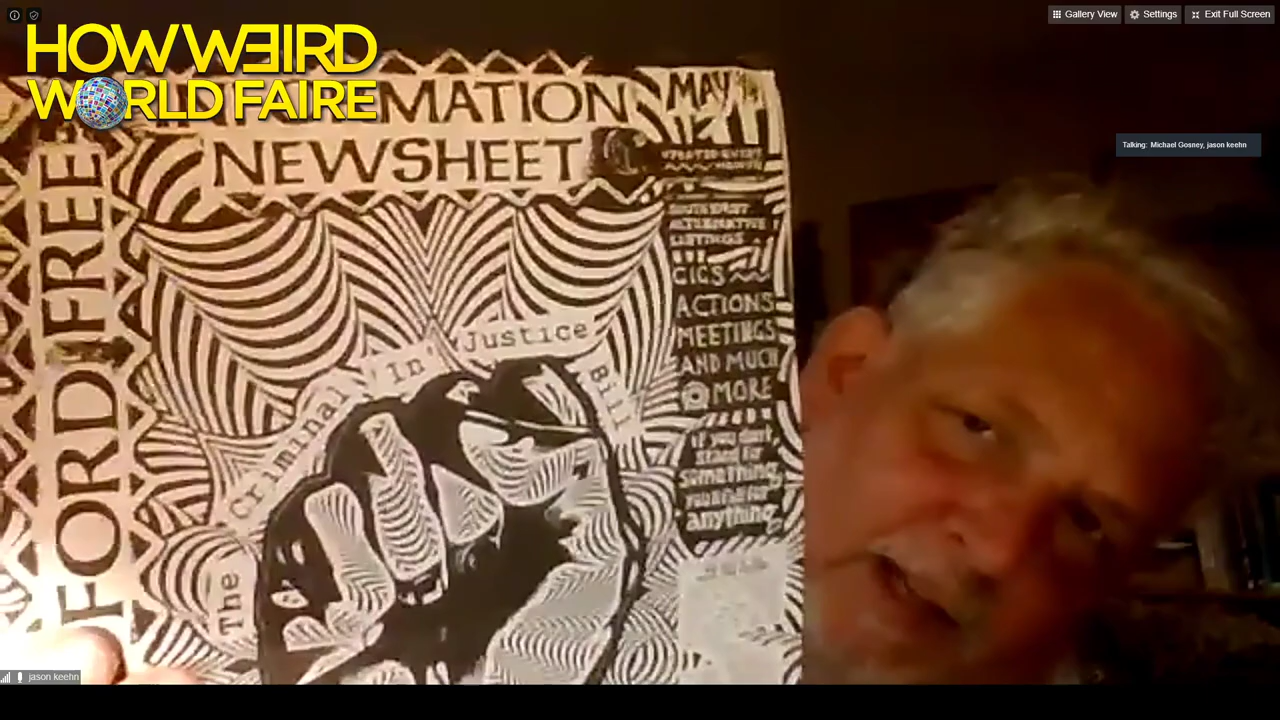 Gallery View
Settings
Exit Full Screen
HOW WEIRD
WORLD FAIRE
Talking: Michael Gosney, jason keehn
MATION
NEWSHEET
FORD FREE
MAY
GIGS
ACTIONS
MEETINGS
AND MUCH
MORE
if you don't
stand for
something
you'll fall for
anything
The Criminal 'In' Justice Bill
jason keehn